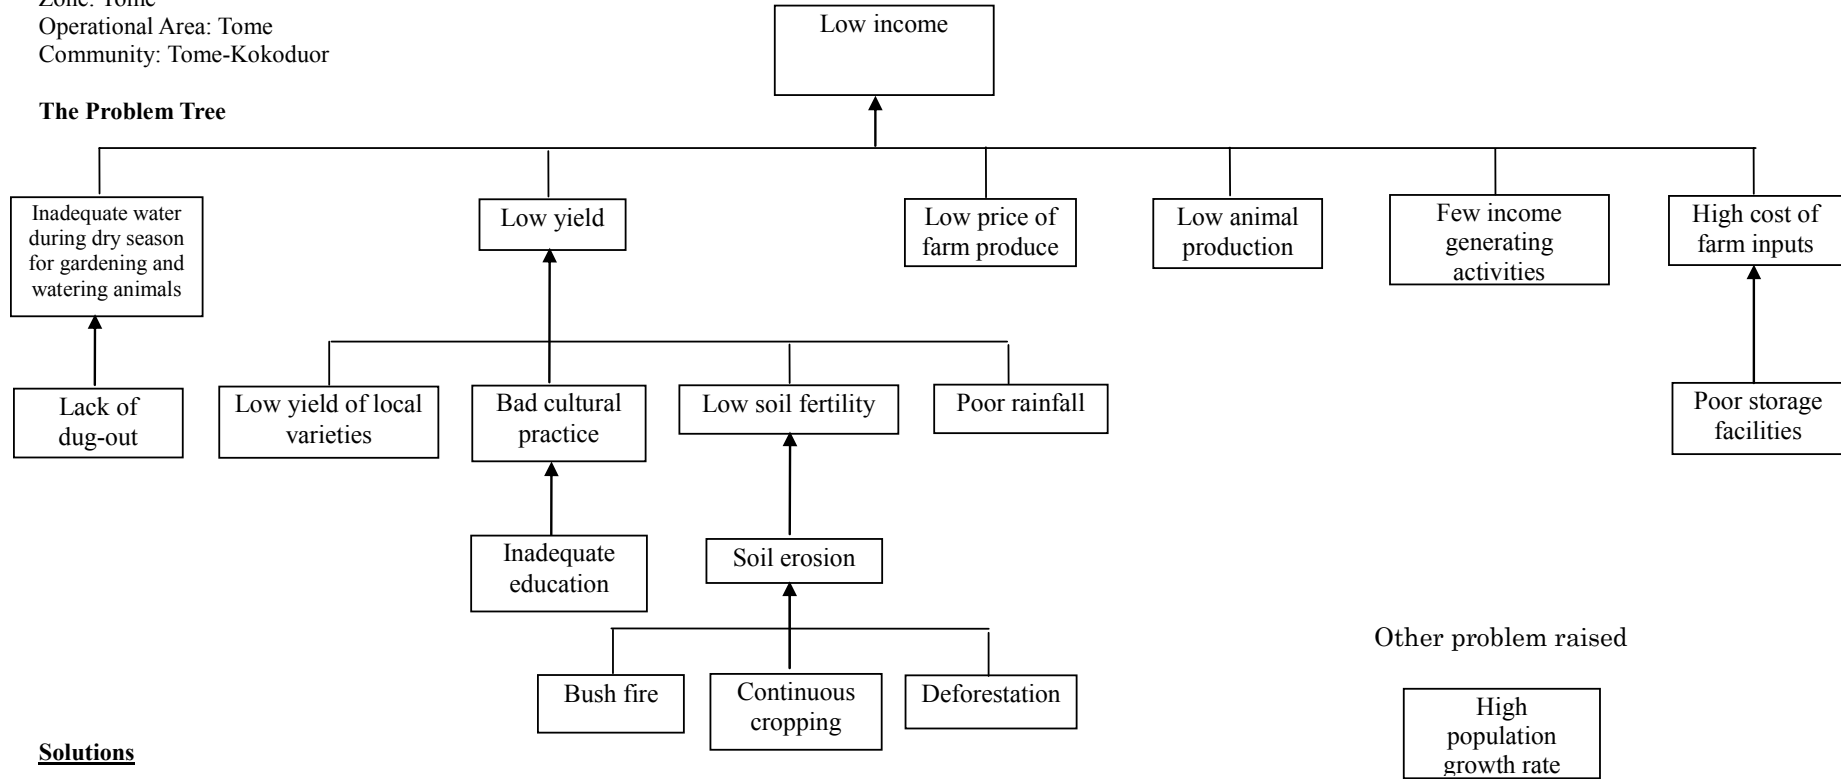 Zone: Tome
Operational Area: Tome
Community: Tome-Kokoduor
Low income
The Problem Tree
Inadequate water
during dry season
for gardening and
watering animals
Low yield
Low price of
farm produce
Low animal
production
Few income
generating
activities
High cost of
farm inputs
Lack of
dug-out
Low yield of local
varieties
Bad cultural
practice
Low soil fertility
Poor rainfall
Poor storage
facilities
Inadequate
education
Soil erosion
Bush fire
Continuous
cropping
Deforestation
Other problem raised
High
population
growth rate
Solutions